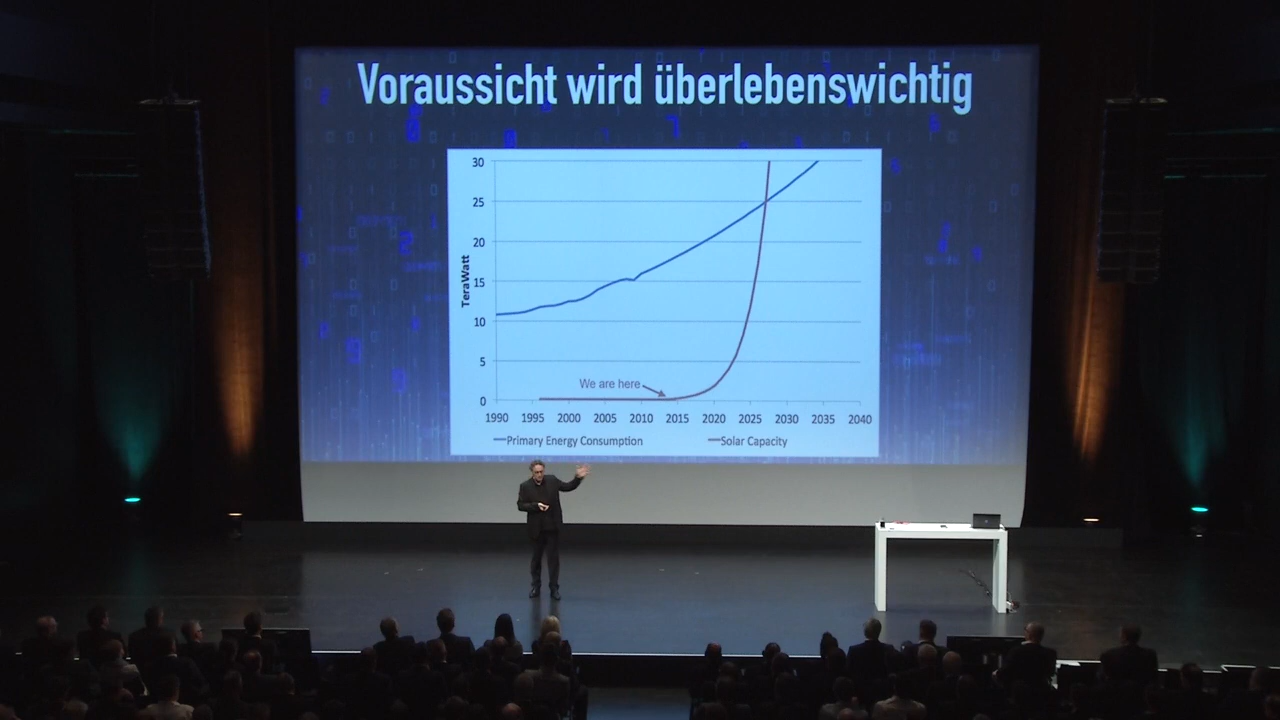 Voraussicht wird überlebenswichtig
30
25
20
15
10
5
0
TeraWatt
We are here
1990 1995 2000 2005 2010 2015 2020 2025 2030 2035 2040
Primary Energy Consumption Solar Capacity